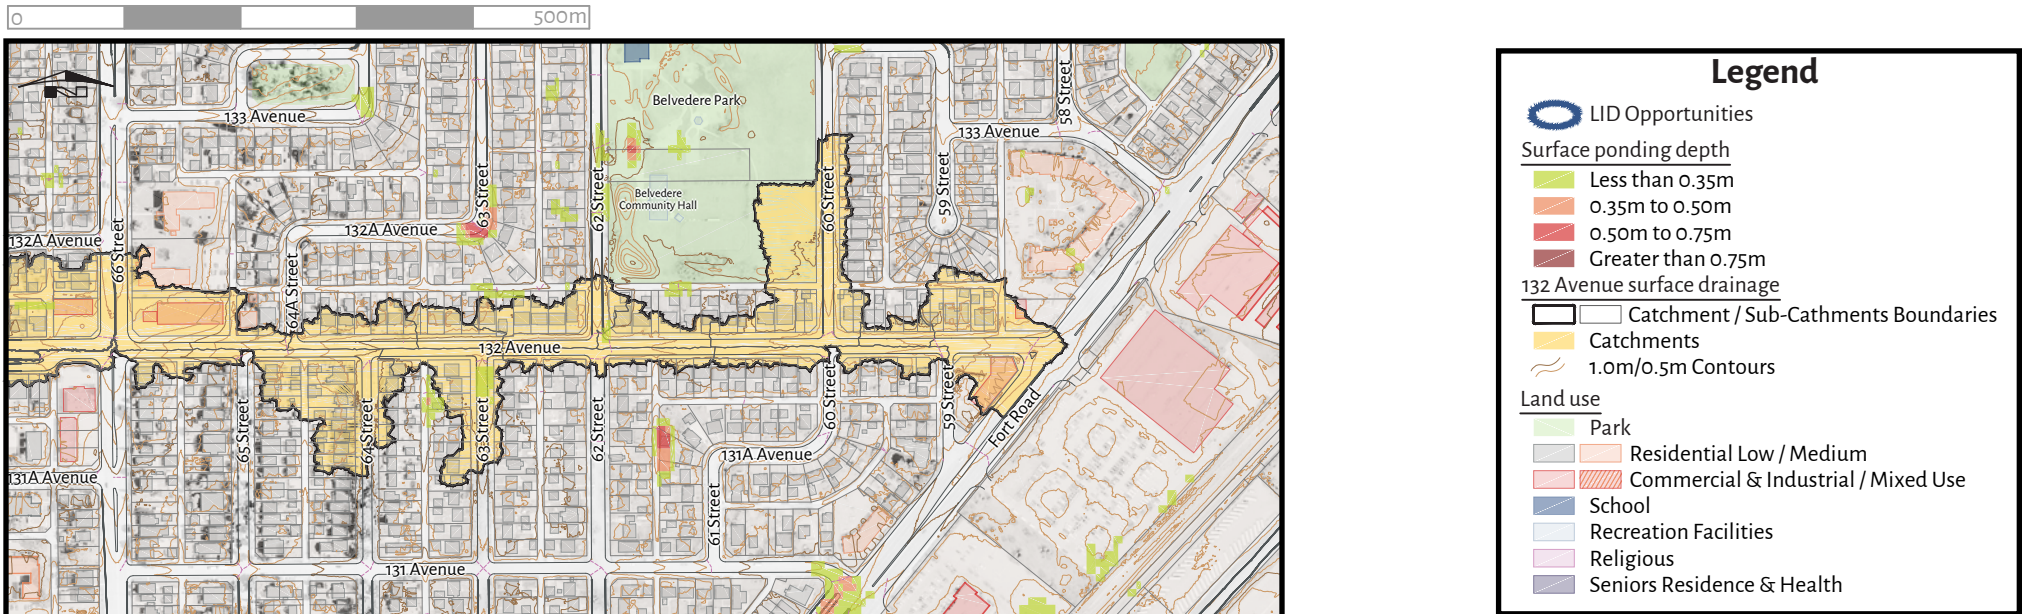 0
500m
Belvedere Park
133 Avenue
58 Street
133 Avenue
63 Street
62 Street
Belvedere
Community Hall
60 Street
59 Street
132A Avenue
66 Street
132A Avenue
64A Street
132 Avenue
65 Street
64 Street
63 Street
62 Street
60 Street
59 Street
Fort Road
131A Avenue
131A Avenue
61 Street
131 Avenue
Legend
LID Opportunities
Surface ponding depth
Less than 0.35m
0.35m to 0.50m
0.50m to 0.75m
Greater than 0.75m
132 Avenue surface drainage
Catchment / Sub-Cathments Boundaries
Catchments
1.0m/0.5m Contours
Land use
Park
Residential Low / Medium
Commercial & Industrial / Mixed Use
School
Recreation Facilities
Religious
Seniors Residence & Health